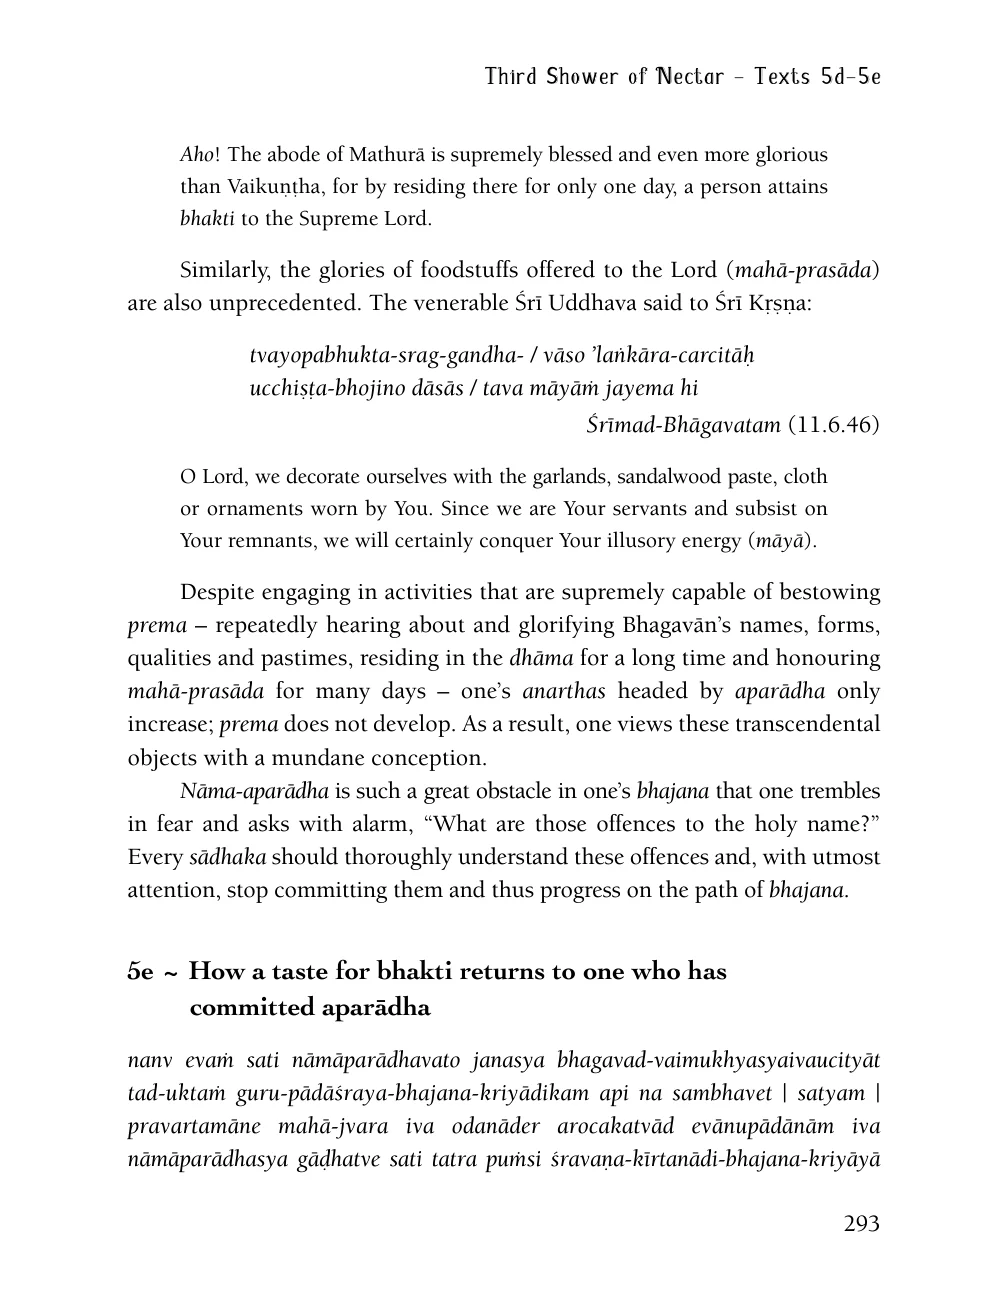 Third Shower of Nectar – Texts 5d–5e
Aho! The abode of Mathurā is supremely blessed and even more glorious
than Vaikuṇṭha, for by residing there for only one day, a person attains
bhakti to the Supreme Lord.
Similarly, the glories of foodstuffs offered to the Lord (mahā-prasāda)
are also unprecedented. The venerable Śrī Uddhava said to Śrī Kṛṣṇa:
tvayopabhukta-srag-gandha- / vāso ’laṅkāra-carcitāḥ
ucchiṣṭa-bhojino dāsās / tava māyāṁ jayema hi
Śrīmad-Bhāgavatam (11.6.46)
O Lord, we decorate ourselves with the garlands, sandalwood paste, cloth
or ornaments worn by You. Since we are Your servants and subsist on
Your remnants, we will certainly conquer Your illusory energy (māyā).
Despite engaging in activities that are supremely capable of bestowing
prema – repeatedly hearing about and glorifying Bhagavān’s names, forms,
qualities and pastimes, residing in the dhāma for a long time and honouring
mahā-prasāda for many days – one’s anarthas headed by aparādha only
increase; prema does not develop. As a result, one views these transcendental
objects with a mundane conception.
Nāma-aparādha is such a great obstacle in one’s bhajana that one trembles
in fear and asks with alarm, “What are those offences to the holy name?”
Every sādhaka should thoroughly understand these offences and, with utmost
attention, stop committing them and thus progress on the path of bhajana.
5e ~ How a taste for bhakti returns to one who has
committed aparādha
nanv evaṁ sati nāmāparādhavato janasya bhagavad-vaimukhyasyaivaucityāt
tad-uktaṁ guru-pādāśraya-bhajana-kriyādikam api na sambhavet | satyam |
pravartamāne mahā-jvara iva odanāder arocakatvād evānupādānām iva
nāmāparādhasya gāḍhatve sati tatra puṁsi śravaṇa-kīrtanādi-bhajana-kriyāyā
293